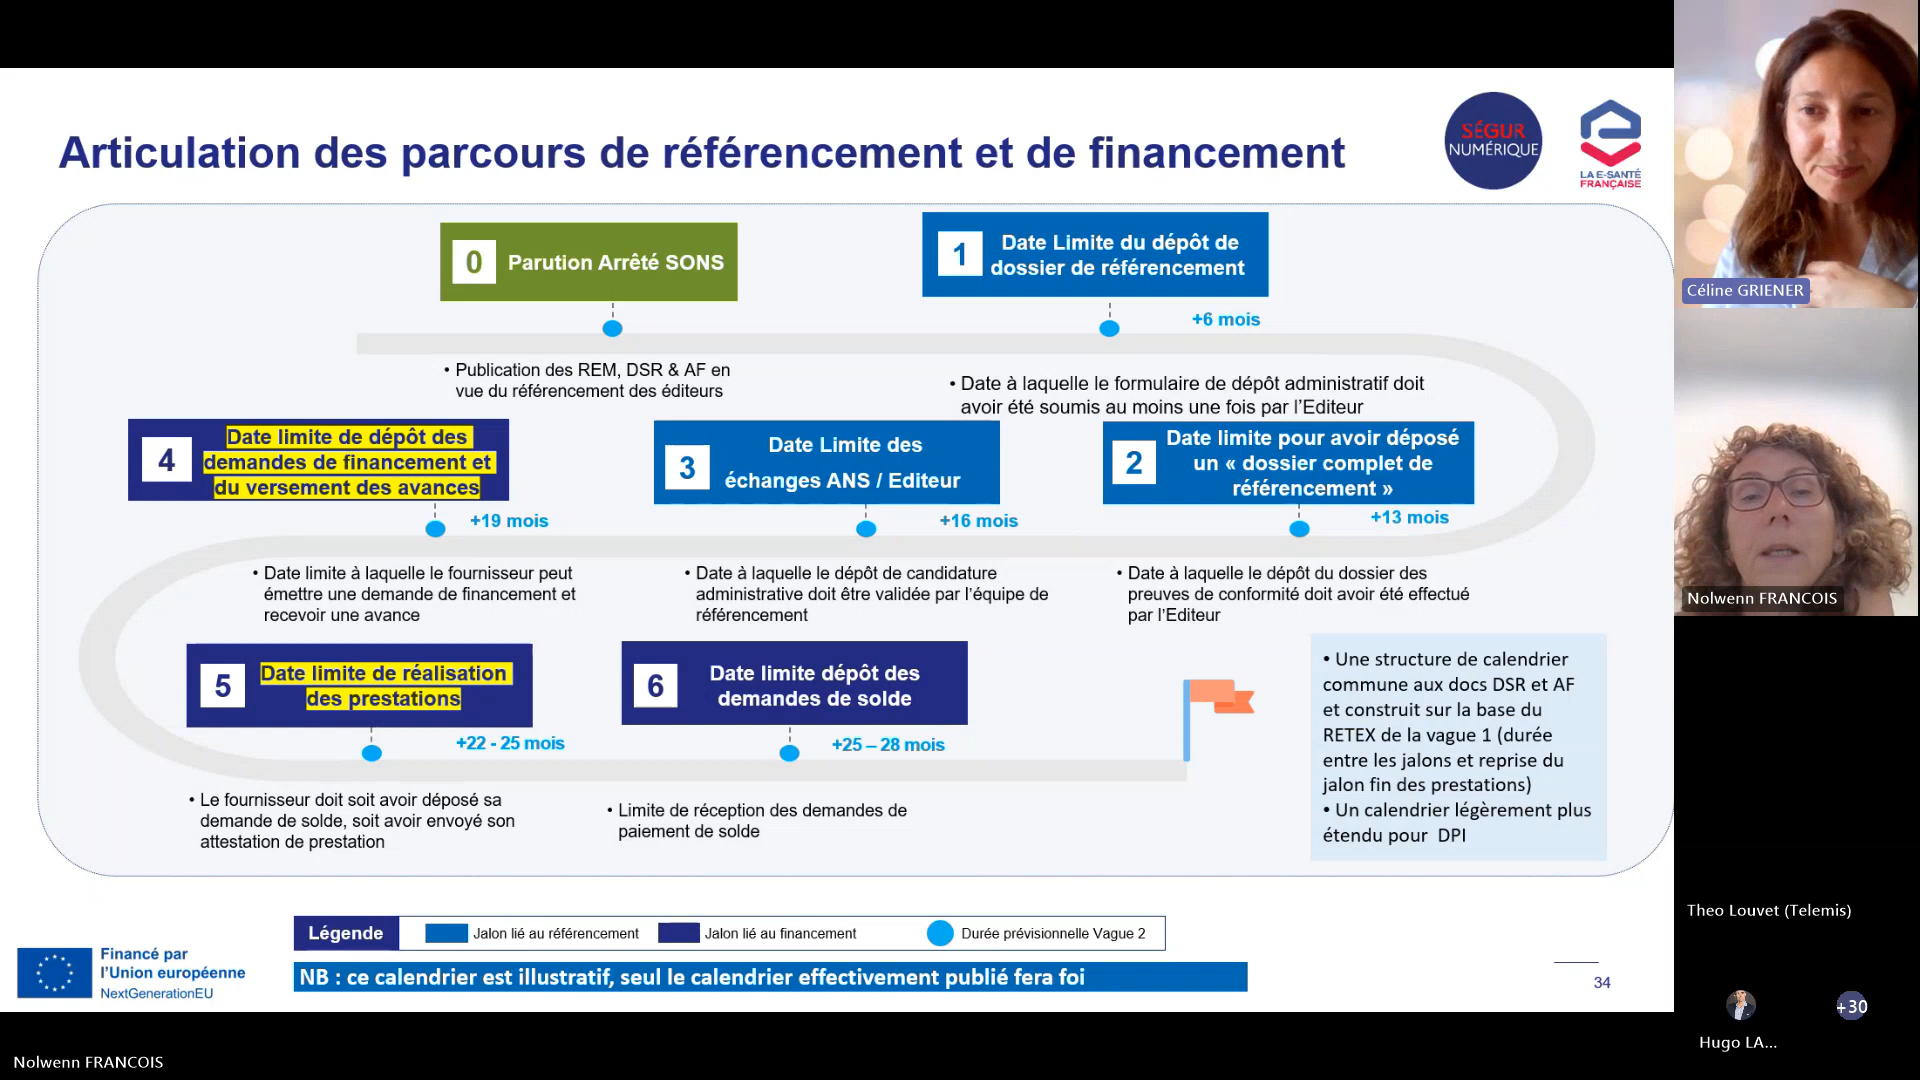 Articulation des parcours de référencement et de financement
SÉGUR
NUMÉRIQUE
LA E-SANTÉ
FRANÇAISE
0
Parution Arrêté SONS
1
Date Limite du dépôt de
dossier de référencement
+6 mois
• Publication des REM, DSR & AF en
vue du référencement des éditeurs
• Date à laquelle le formulaire de dépôt administratif doit
avoir été soumis au moins une fois par l’Editeur
4
Date limite de dépôt des
demandes de financement et
du versement des avances
3
Date Limite des
échanges ANS / Editeur
2
Date limite pour avoir déposé
un « dossier complet de
référencement »
+19 mois
+16 mois
+13 mois
• Date limite à laquelle le fournisseur peut
émettre une demande de financement et
recevoir une avance
• Date à laquelle le dépôt de candidature
administrative doit être validée par l’équipe de
référencement
• Date à laquelle le dépôt du dossier des
preuves de conformité doit avoir été effectué
par l’Editeur
5
Date limite de réalisation
des prestations
6
Date limite dépôt des
demandes de solde
+22 - 25 mois
+25 – 28 mois
• Le fournisseur doit soit avoir déposé sa
demande de solde, soit avoir envoyé son
attestation de prestation
• Limite de réception des demandes de
paiement de solde
• Une structure de calendrier
commune aux docs DSR et AF
et construit sur la base du
RETEX de la vague 1 (durée
entre les jalons et reprise du
jalon fin des prestations)
• Un calendrier légèrement plus
étendu pour  DPI
Légende
Jalon lié au référencement
Jalon lié au financement
Durée prévisionnelle Vague 2
Financé par
l’Union européenne
NextGenerationEU
NB : ce calendrier est illustratif, seul le calendrier effectivement publié fera foi
34
Céline GRIENER
Nolwenn FRANCOIS
Theo Louvet (Telemis)
+30
Hugo LA...
Nolwenn FRANCOIS